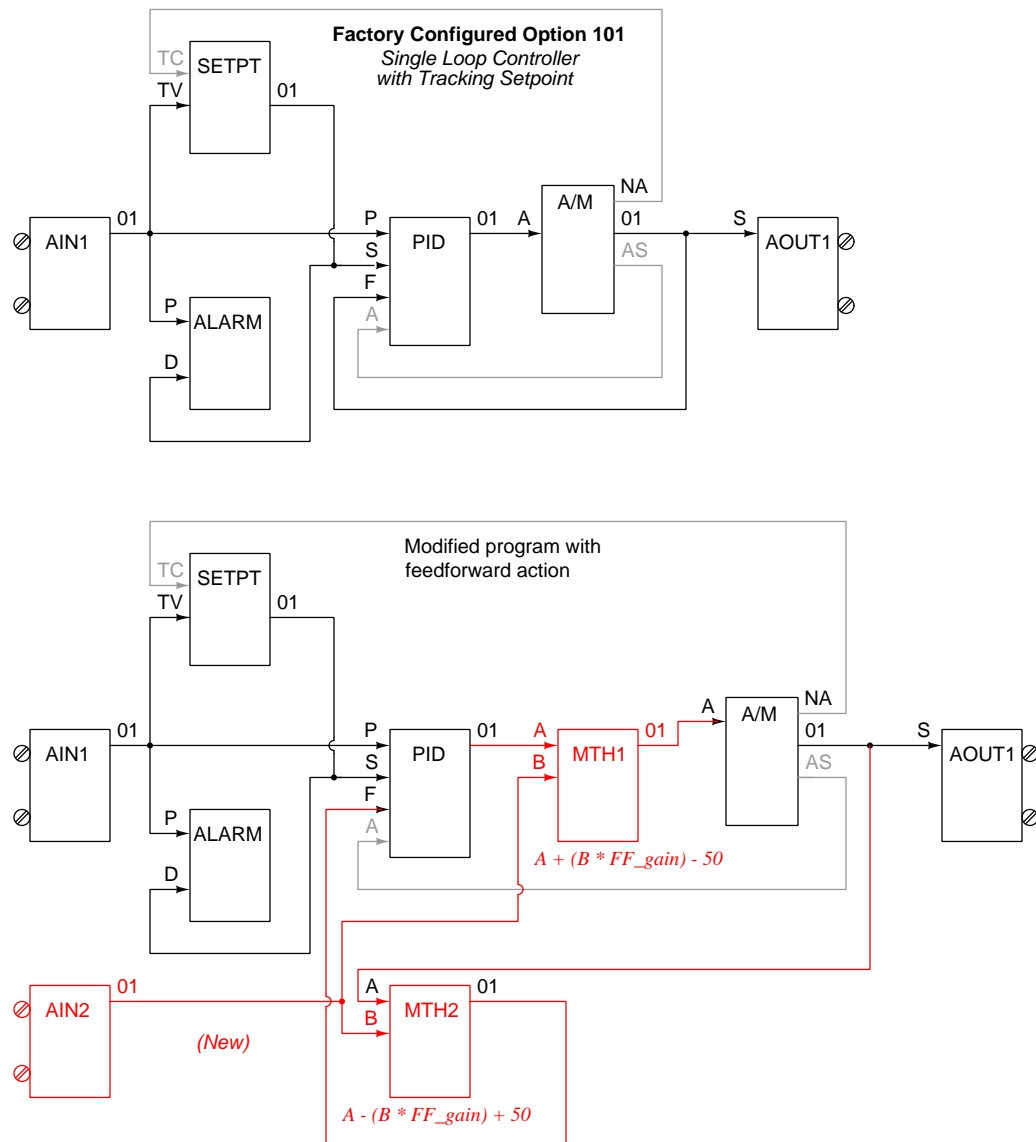 Factory Configured Option 101
Single Loop Controller
with Tracking Setpoint
TC
SETPT
TV
01
NA
A/M
01
P
01
A
01
S
AIN1
PID
AOUT1
S
AS
F
P
A
ALARM
D
Modified program with
feedforward action
TC
SETPT
TV
01
NA
A
A/M
01
P
01
A
01
01
S
AIN1
PID
MTH1
AOUT1
S
B
AS
F
P
A
ALARM
A + (B * FF_gain) - 50
D
01
A
01
AIN2
MTH2
B
(New)
A - (B * FF_gain) + 50